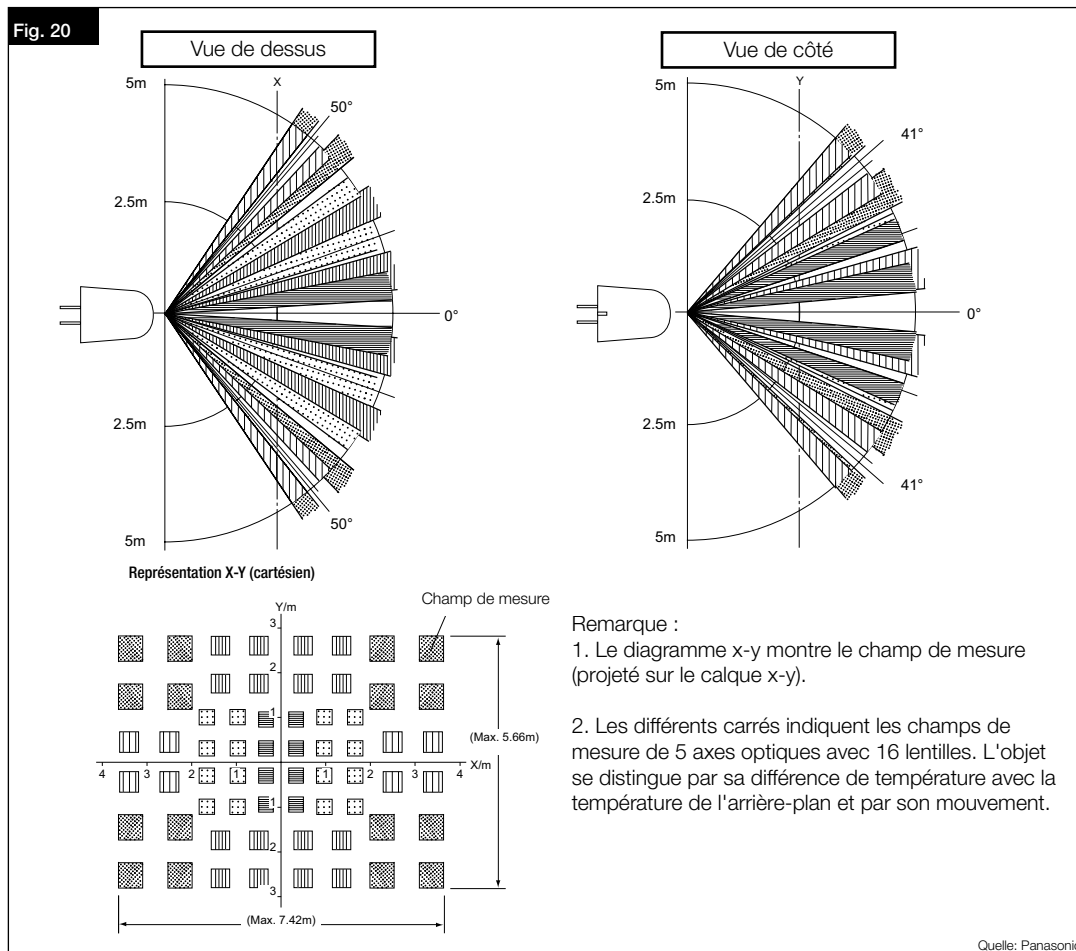 Fig. 20
Vue de dessus
Vue de côté
5m
X
50°
2.5m
0°
2.5m
50°
5m
5m
Y
41°
2.5m
0°
2.5m
41°
5m
Représentation X-Y (cartésien)
Champ de mesure
Y/m
3
2
1
(Max. 5.66m)
4 3 2 1 1 2 3 4
X/m
1
2
3
(Max. 7.42m)
Remarque :
1. Le diagramme x-y montre le champ de mesure
(projeté sur le calque x-y).
2. Les différents carrés indiquent les champs de
mesure de 5 axes optiques avec 16 lentilles. L'objet
se distingue par sa différence de température avec la
température de l'arrière-plan et par son mouvement.
Quelle: Panasonic